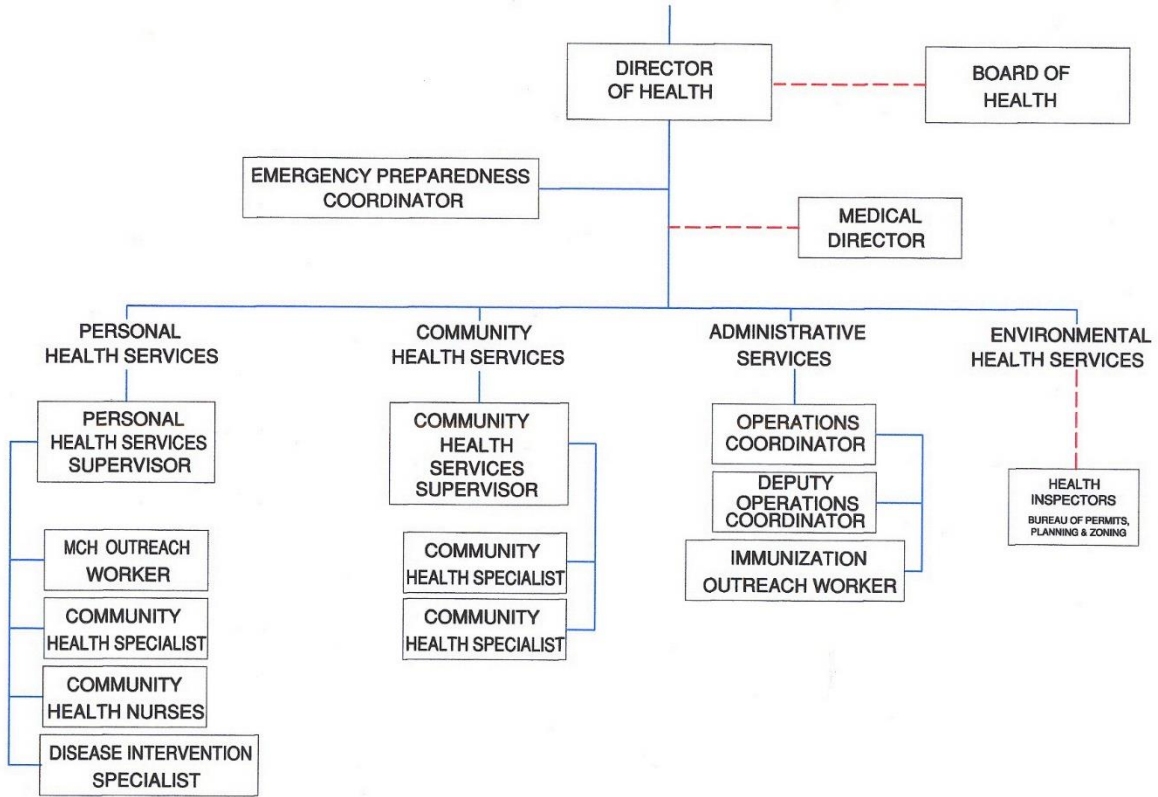 DIRECTOR
OF HEALTH
BOARD OF
HEALTH
EMERGENCY PREPAREDNESS
COORDINATOR
MEDICAL
DIRECTOR
PERSONAL
HEALTH SERVICES
COMMUNITY
HEALTH SERVICES
ADMINISTRATIVE
SERVICES
ENVIRONMENTAL
HEALTH SERVICES
PERSONAL
HEALTH SERVICES
SUPERVISOR
MCH OUTREACH
WORKER
COMMUNITY
HEALTH SPECIALIST
COMMUNITY
HEALTH NURSES
DISEASE INTERVENTION
SPECIALIST
COMMUNITY
HEALTH
SERVICES
SUPERVISOR
COMMUNITY
HEALTH SPECIALIST
COMMUNITY
HEALTH SPECIALIST
OPERATIONS
COORDINATOR
DEPUTY
OPERATIONS
COORDINATOR
IMMUNIZATION
OUTREACH WORKER
HEALTH
INSPECTORS
BUREAU OF PERMITS,
PLANNING & ZONING